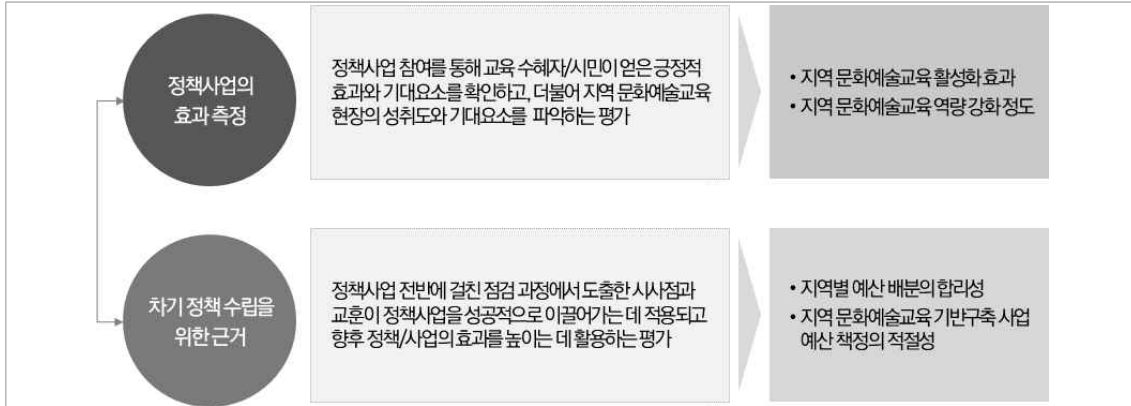 정책사업의
효과 측정
정책사업 참여를 통해 교육 수혜자/시민이 얻은 긍정적
효과와 기대요소를 확인하고, 더불어 지역 문화예술교육
현장의 성취도와 기대요소를 파악하는 평가
• 지역 문화예술교육 활성화 효과
• 지역 문화예술교육 역량 강화 정도
차기 정책 수립을
위한 근거
정책사업 전반에 걸친 점검 과정에서 도출한 시사점과
교훈이 정책사업을 성공적으로 이끌어가는 데 적용되고
향후 정책/사업의 효과를 높이는 데 활용하는 평가
• 지역별 예산 배분의 합리성
• 지역 문화예술교육 기반구축 사업
예산 책정의 적절성